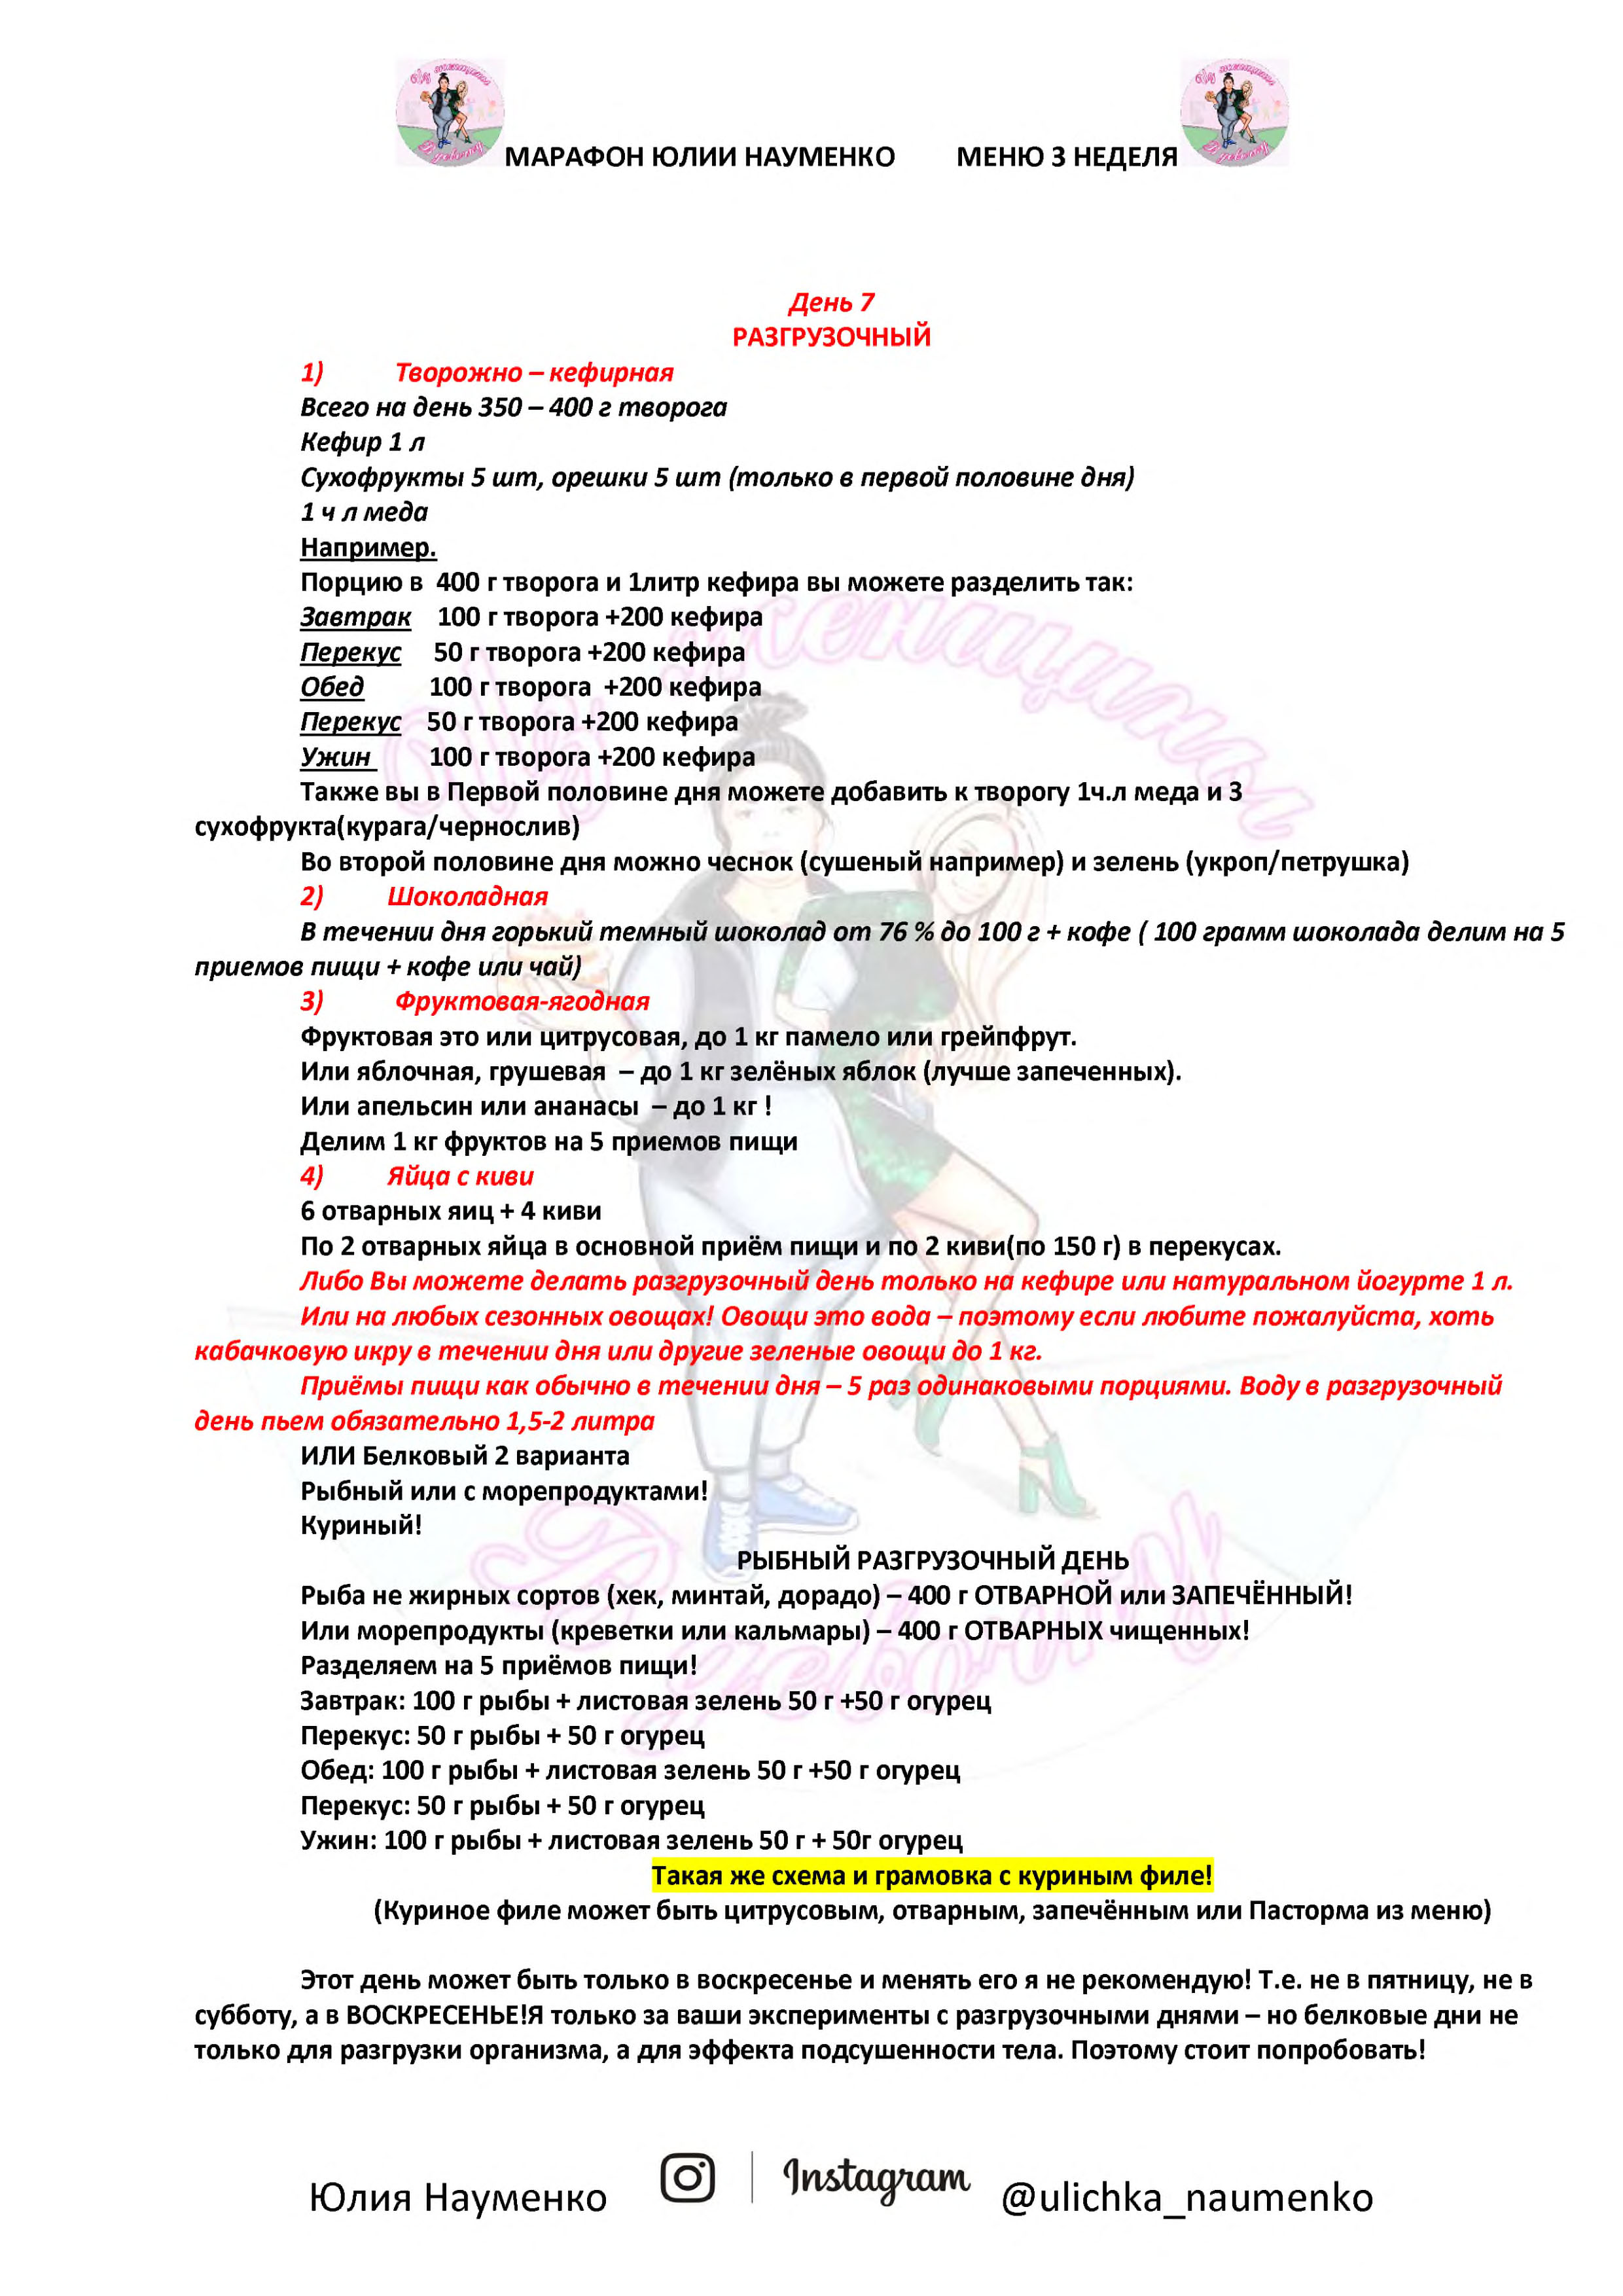 МАРАФОН ЮЛИИ НАУМЕНКО МЕНЮ 3 НЕДЕЛЯ
Из женщины
В девочку
Из женщины
В девочку
День 7
РАЗГРУЗОЧНЫЙ
1) Творожно – кефирная
Всего на день 350 – 400 г творога
Кефир 1 л
Сухофрукты 5 шт, орешки 5 шт (только в первой половине дня)
1 ч л меда
Например.
Порцию в 400 г творога и 1литр кефира вы можете разделить так:
Завтрак 100 г творога +200 кефира
Перекус 50 г творога +200 кефира
Обед 100 г творога +200 кефира
Перекус 50 г творога +200 кефира
Ужин 100 г творога +200 кефира
Также вы в Первой половине дня можете добавить к творогу 1ч.л меда и 3
сухофрукта(курага/чернослив)
Во второй половине дня можно чеснок (сушеный например) и зелень (укроп/петрушка)
2) Шоколадная
В течении дня горький темный шоколад от 76 % до 100 г + кофе ( 100 грамм шоколада делим на 5
приемов пищи + кофе или чай)
3) Фруктовая-ягодная
Фруктовая это или цитрусовая, до 1 кг памело или грейпфрут.
Или яблочная, грушевая – до 1 кг зелёных яблок (лучше запеченных).
Или апельсин или ананасы – до 1 кг !
Делим 1 кг фруктов на 5 приемов пищи
4) Яйца с киви
6 отварных яиц + 4 киви
По 2 отварных яйца в основной приём пищи и по 2 киви(по 150 г) в перекусах.
Либо Вы можете делать разгрузочный день только на кефире или натуральном йогурте 1 л.
Или на любых сезонных овощах! Овощи это вода – поэтому если любите пожалуйста, хоть
кабачковую икру в течении дня или другие зеленые овощи до 1 кг.
Приёмы пищи как обычно в течении дня – 5 раз одинаковыми порциями. Воду в разгрузочный
день пьем обязательно 1,5-2 литра
ИЛИ Белковый 2 варианта
Рыбный или с морепродуктами!
Куриный!
РЫБНЫЙ РАЗГРУЗОЧНЫЙ ДЕНЬ
Рыба не жирных сортов (хек, минтай, дорадо) – 400 г ОТВАРНОЙ или ЗАПЕЧЁННЫЙ!
Или морепродукты (креветки или кальмары) – 400 г ОТВАРНЫХ чищенных!
Разделяем на 5 приёмов пищи!
Завтрак: 100 г рыбы + листовая зелень 50 г +50 г огурец
Перекус: 50 г рыбы + 50 г огурец
Обед: 100 г рыбы + листовая зелень 50 г +50 г огурец
Перекус: 50 г рыбы + 50 г огурец
Ужин: 100 г рыбы + листовая зелень 50 г + 50г огурец
Такая же схема и грамовка с куриным филе!
(Куриное филе может быть цитрусовым, отварным, запечённым или Пасторма из меню)
Этот день может быть только в воскресенье и менять его я не рекомендую! Т.е. не в пятницу, не в
субботу, а в ВОСКРЕСЕНЬЕ!Я только за ваши эксперименты с разгрузочными днями – но белковые дни не
только для разгрузки организма, а для эффекта подсушенности тела. Поэтому стоит попробовать!
Юлия Науменко Instagram @ulichka_naumenko